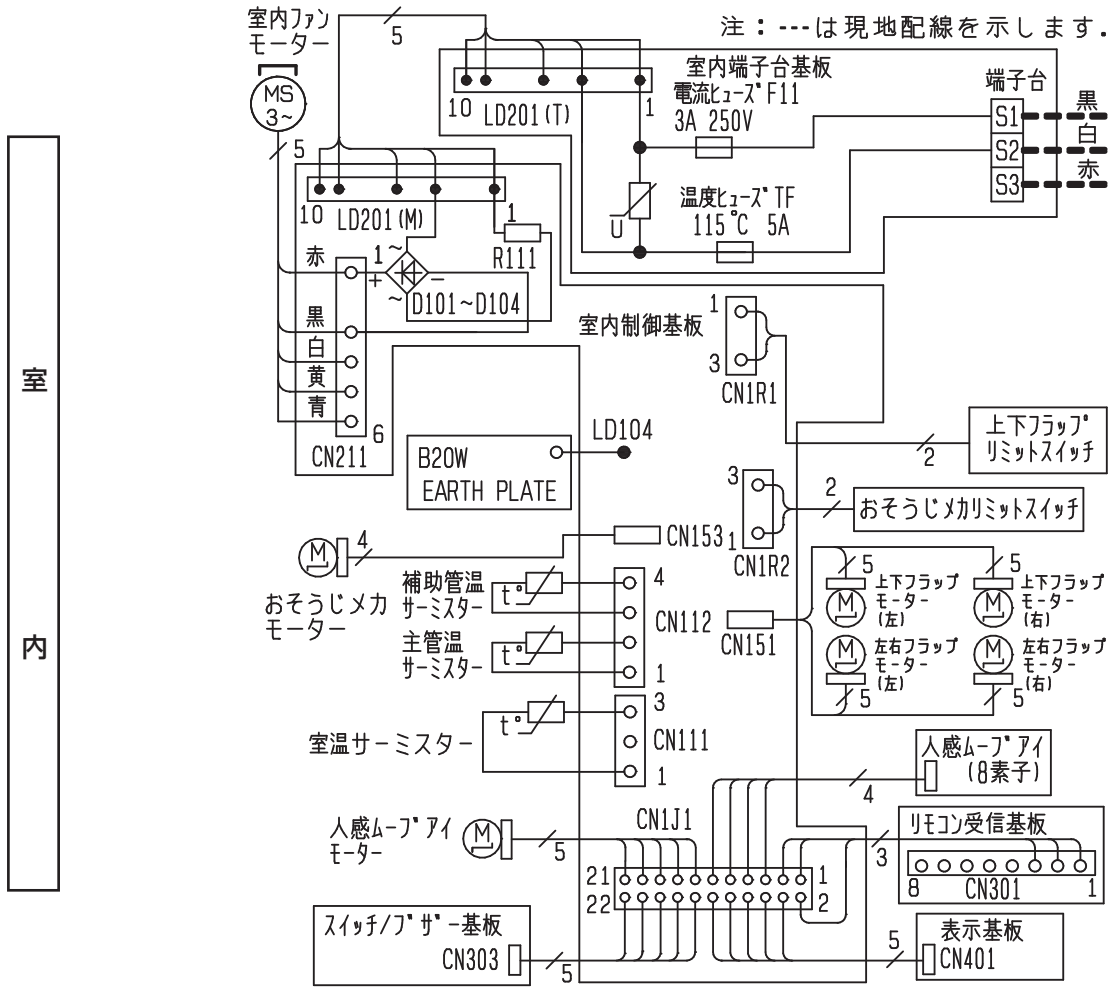 室内ファン
モーター
5
注：---は現地配線を示します.
MS
3~
5
10
LD201(T)
1
室内端子台基板
電流ヒューズF11
3A 250V
端子台
S1
S2
S3
黒
白
赤
温度ヒューズTF
115℃ 5A
U
10
LD201(M)
1
R111
赤
1
~
+
-
~
D101~D104
黒
白
黄
青
6
CN211
室内制御基板
1
3
CN1R1
上下フラップ
リミットスイッチ
2
B20W
EARTH PLATE
LD104
3
1
CN1R2
2
おそうじメカリミットスイッチ
室
内
M
4
おそうじメカ
モーター
CN153
補助管温
サーミスター
t°
主管温
サーミスター
t°
4
CN112
1
CN151
5
上下フラップ
モーター
(左)
M
5
上下フラップ
モーター
(右)
M
M
左右フラップ
モーター
(左)
5
M
左右フラップ
モーター
(右)
5
室温サーミスター
t°
3
CN111
1
人感ムーブアイ
(8素子)
4
人感ムーブアイ
モーター
M
5
CN1J1
21
22
1
2
3
リモコン受信基板
8
CN301
1
スイッチ/ブザー基板
CN303
5
5
表示基板
CN401